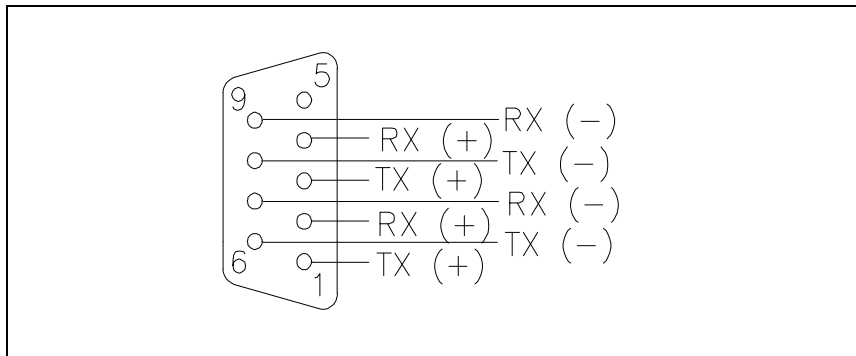 5
9
RX (-)
RX (+)
TX (-)
TX (+)
RX (-)
RX (+)
TX (-)
6
TX (+)
1